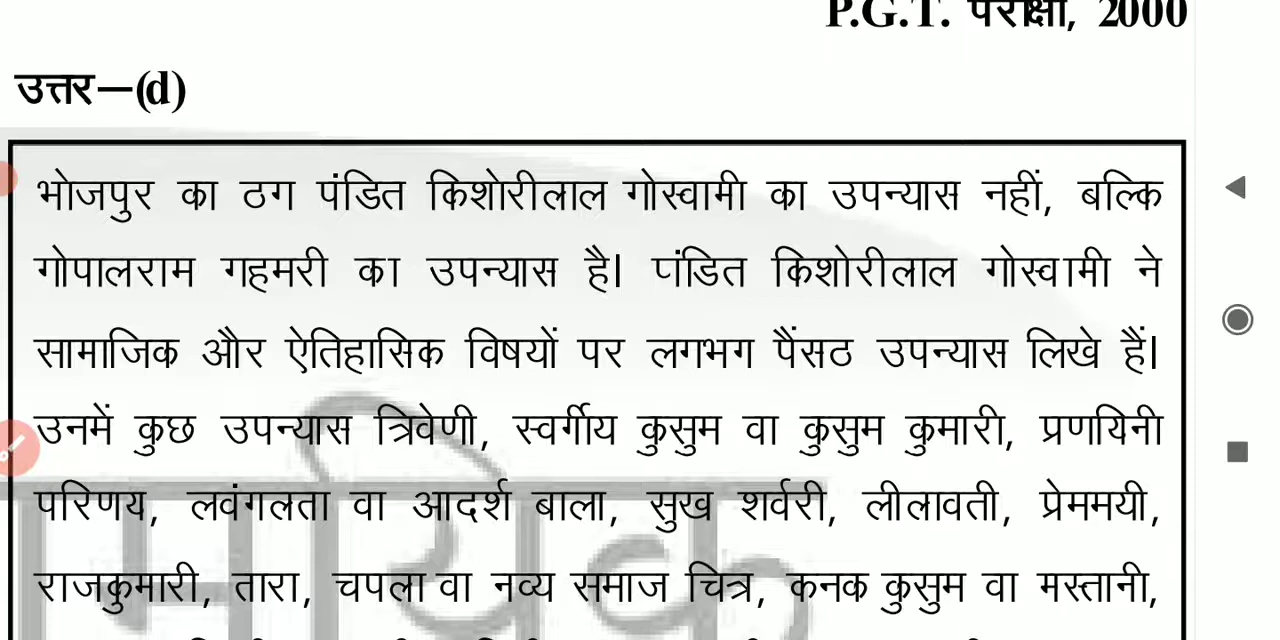 P.G.T. परीक्षा, 2000
उत्तर—(d)
भोजपुर का ठग पंडित किशोरीलाल गोस्वामी का उपन्यास नहीं, बल्कि
गोपालराम गहमरी का उपन्यास है। पंडित किशोरीलाल गोस्वामी ने
सामाजिक और ऐतिहासिक विषयों पर लगभग पैंसठ उपन्यास लिखे हैं।
उनमें कुछ उपन्यास त्रिवेणी, स्वर्गीय कुसुम वा कुसुम कुमारी, प्रणयिनी
परिणय, लवंगलता वा आदर्श बाला, सुख शर्वरी, लीलावती, प्रेममयी,
राजकुमारी, तारा, चपला वा नव्य समाज चित्र, कनक कुसुम वा मस्तानी,